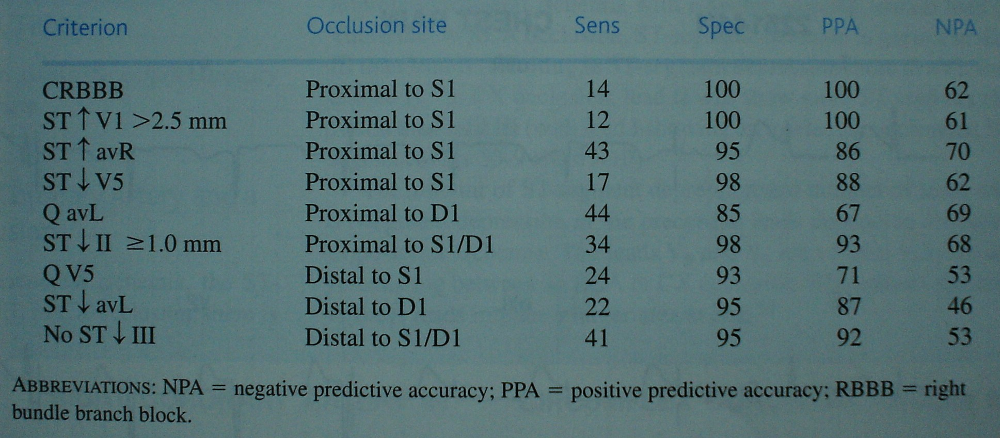 Criterion Occlusion site Sens Spec PPA NPA
CRBBB Proximal to S1 14 100 100 62
ST ↑ V1 >2.5 mm Proximal to S1 12 100 100 61
ST ↑ avR Proximal to S1 43 95 86 70
ST ↓ V5 Proximal to S1 17 98 88 62
Q avL Proximal to D1 44 85 67 69
ST ↓ II ≥1.0 mm Proximal to S1/D1 34 98 93 68
Q V5 Distal to S1 24 93 71 53
ST ↓ avL Distal to D1 22 95 87 46
No ST ↓ III Distal to S1/D1 41 95 92 53
ABBREVIATIONS: NPA = negative predictive accuracy; PPA = positive predictive accuracy; RBBB = right
bundle branch block.